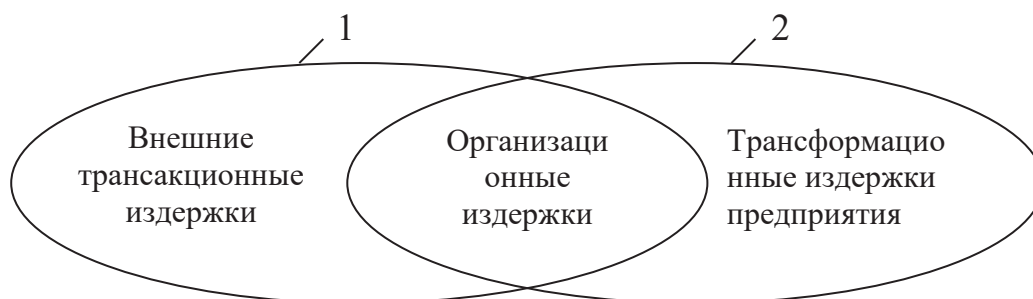 1
2
Внешние
трансакционные
издержки
Организаци
онные
издержки
Трансформацио
нные издержки
предприятия